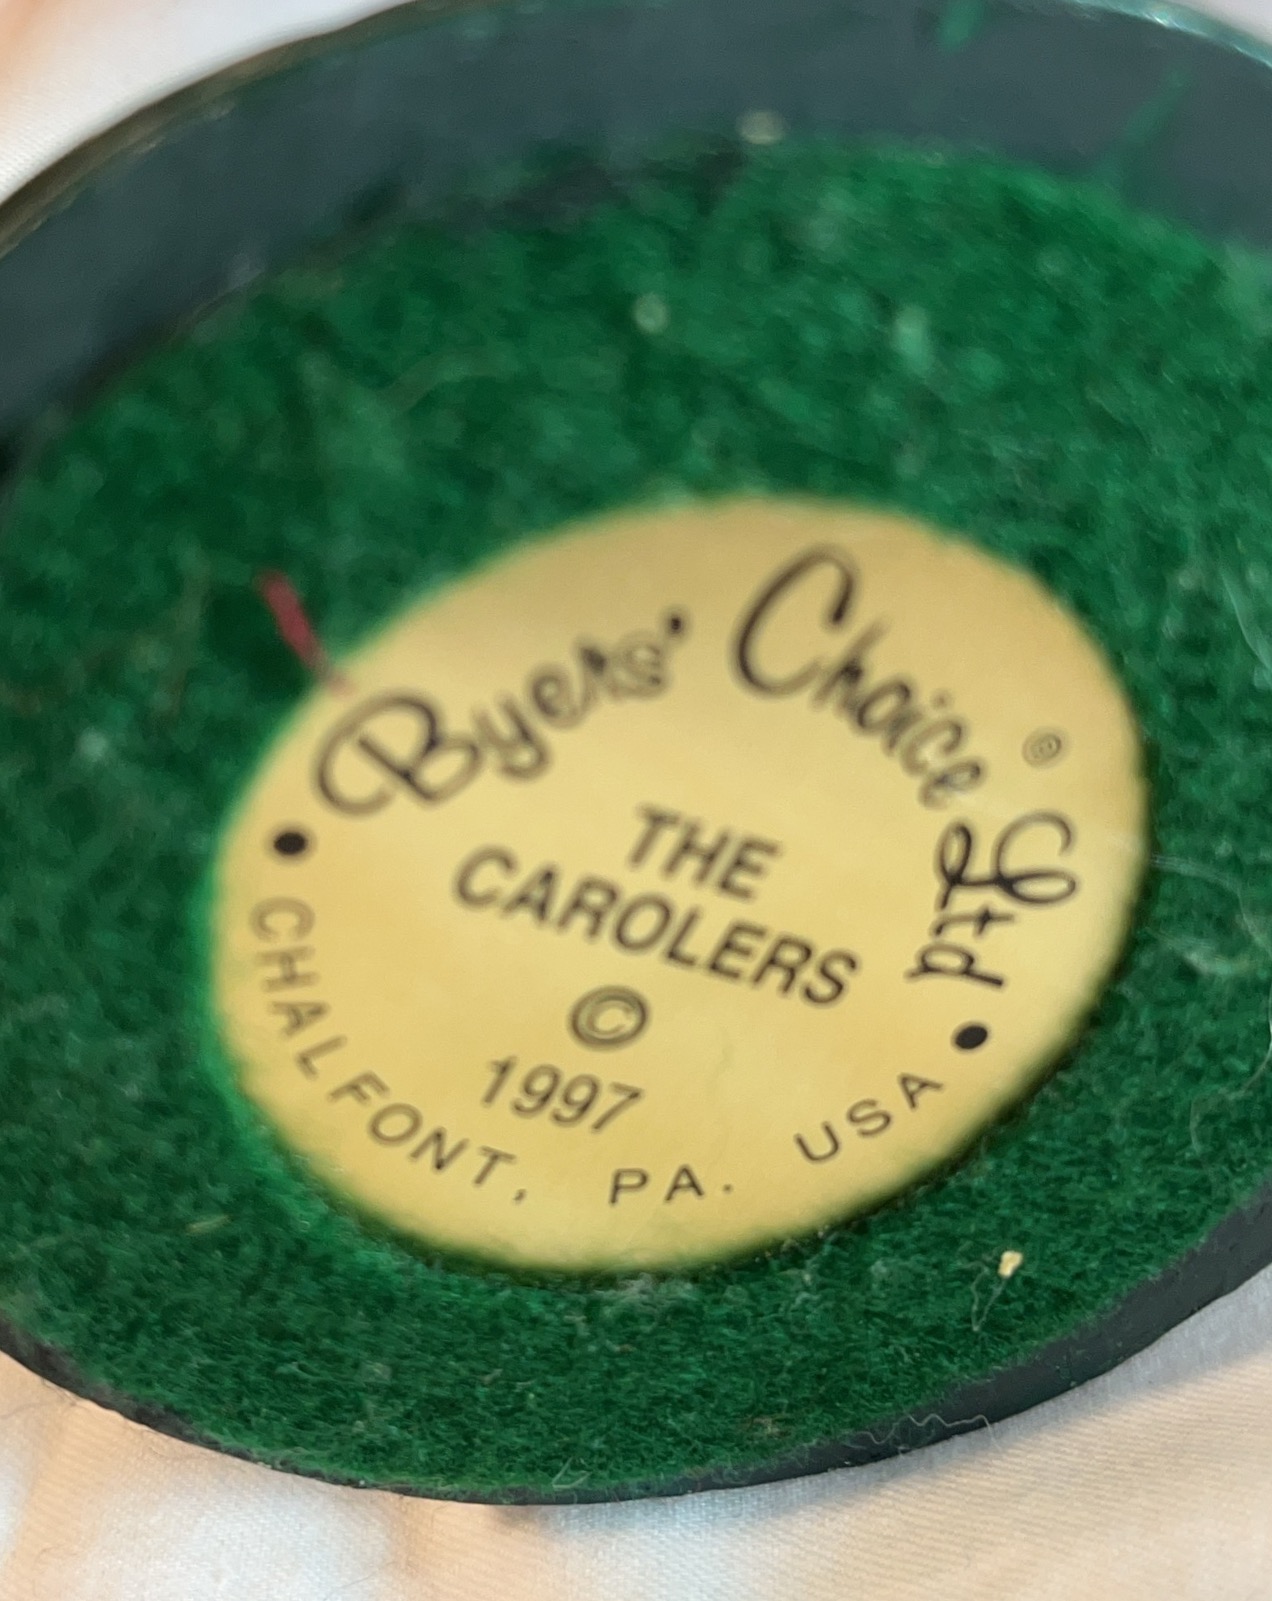 Byers' Choice Ltd ®
THE
CAROLERS
©
1997
• CHALFONT, PA. USA •